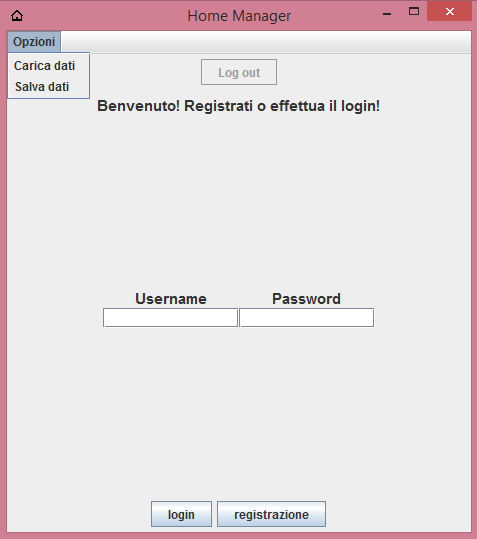 Home Manager
Opzioni
Carica dati
Salva dati
Log out
Benvenuto! Registrati o effettua il login!
Username Password
login registrazione